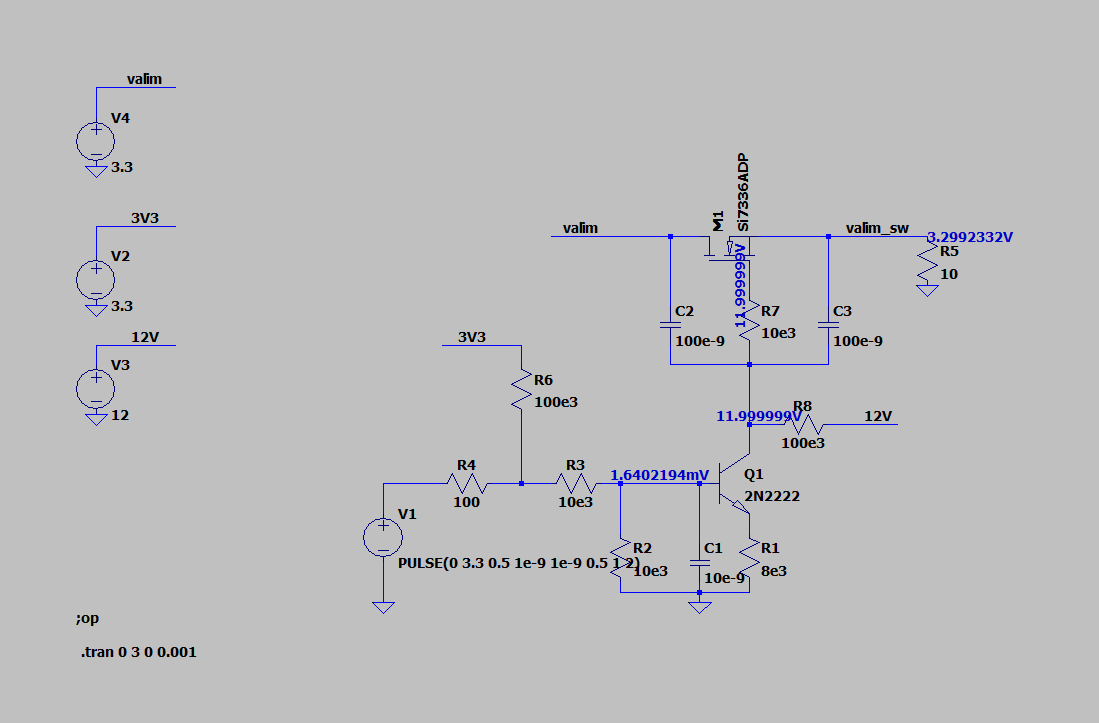 valim
V4
3.3
3V3
V2
3.3
12V
V3
12
valim
M1
Si7336ADP
valim_sw
3.2992332V
R5
10
11.999999V
C2
100e-9
R7
10e3
C3
100e-9
3V3
R6
100e3
11.999999V
R8
100e3
12V
R4
100
R3
10e3
1.6402194mV
Q1
2N2222
V1
PULSE(0 3.3 0.5 1e-9 1e-9 0.5 1 2)
R2
10e3
C1
10e-9
R1
8e3
;op
.tran 0 3 0 0.001